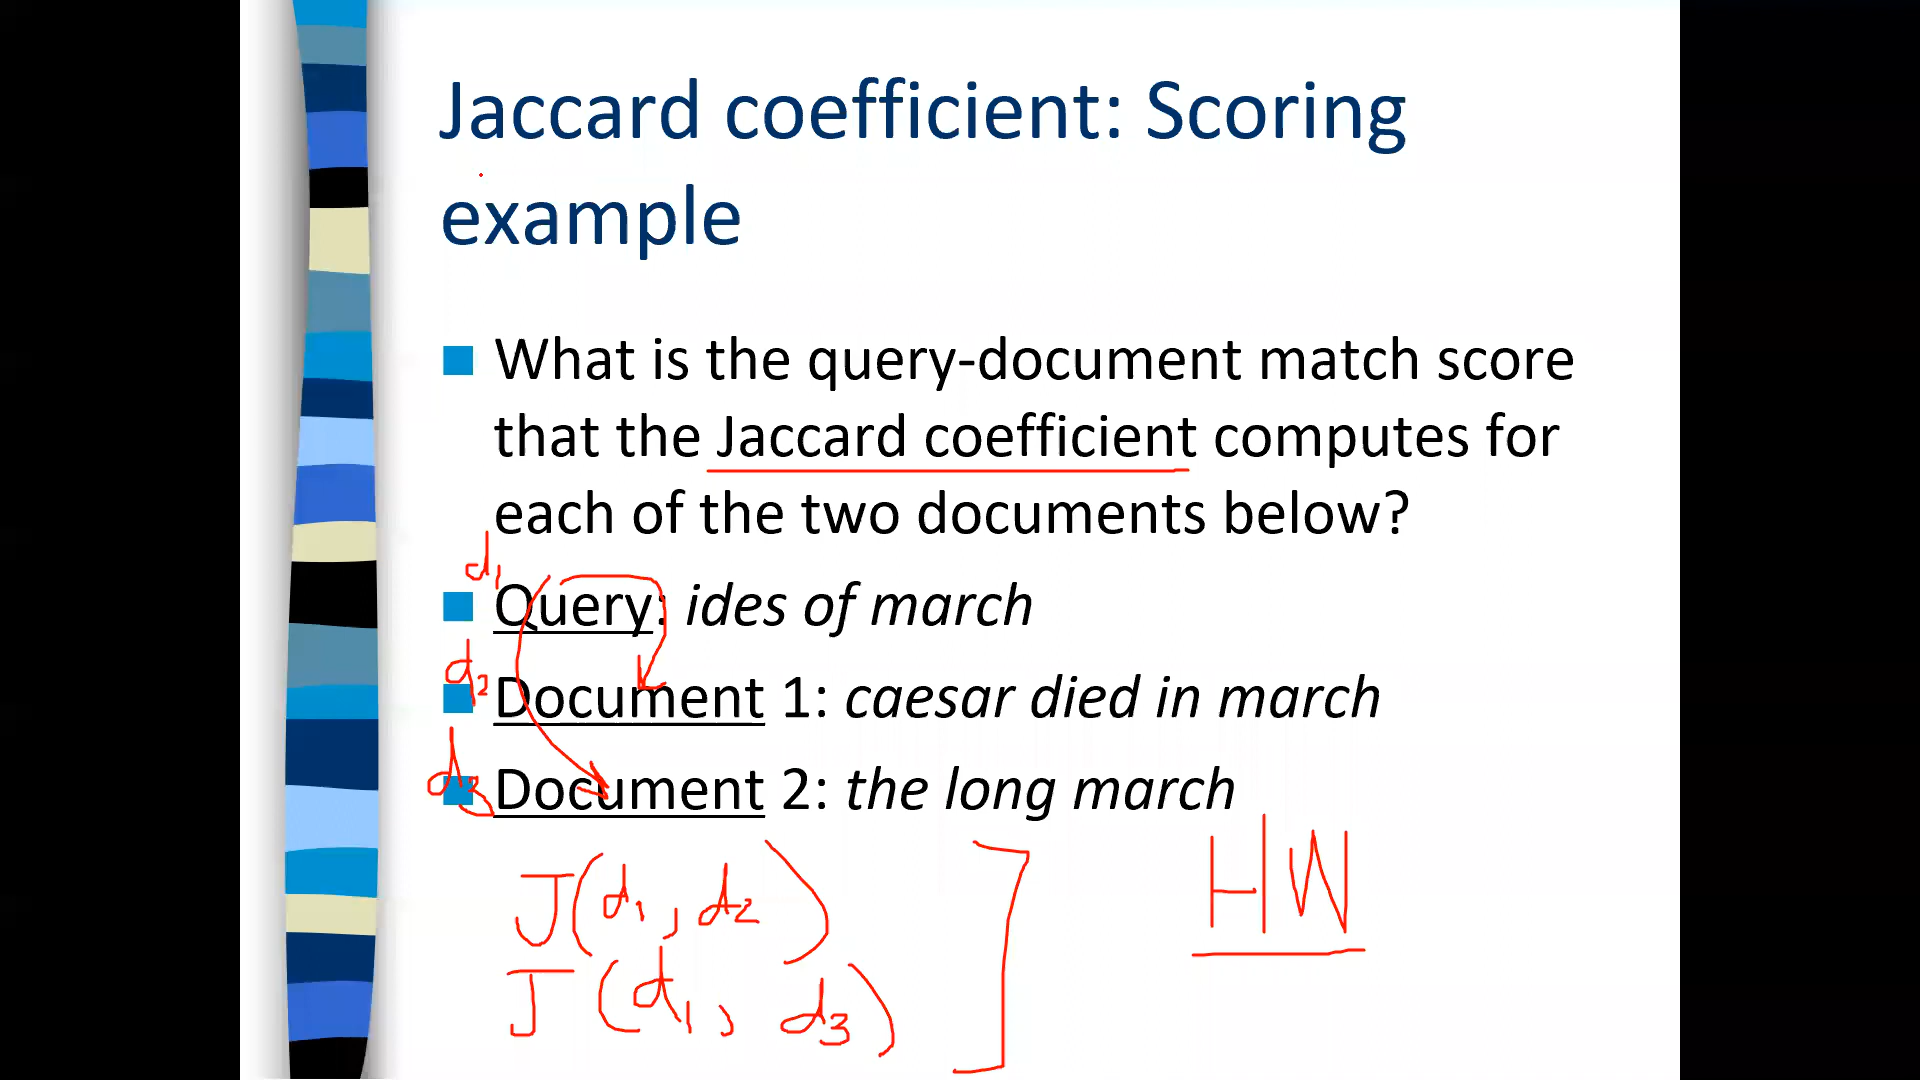 Jaccard coefficient: Scoring
example
What is the query-document match score
that the Jaccard coefficient computes for
each of the two documents below?
d1
Query: ides of march
d2
Document 1: caesar died in march
d3
Document 2: the long march
J(d1, d2)
HW
J(d1, d3)